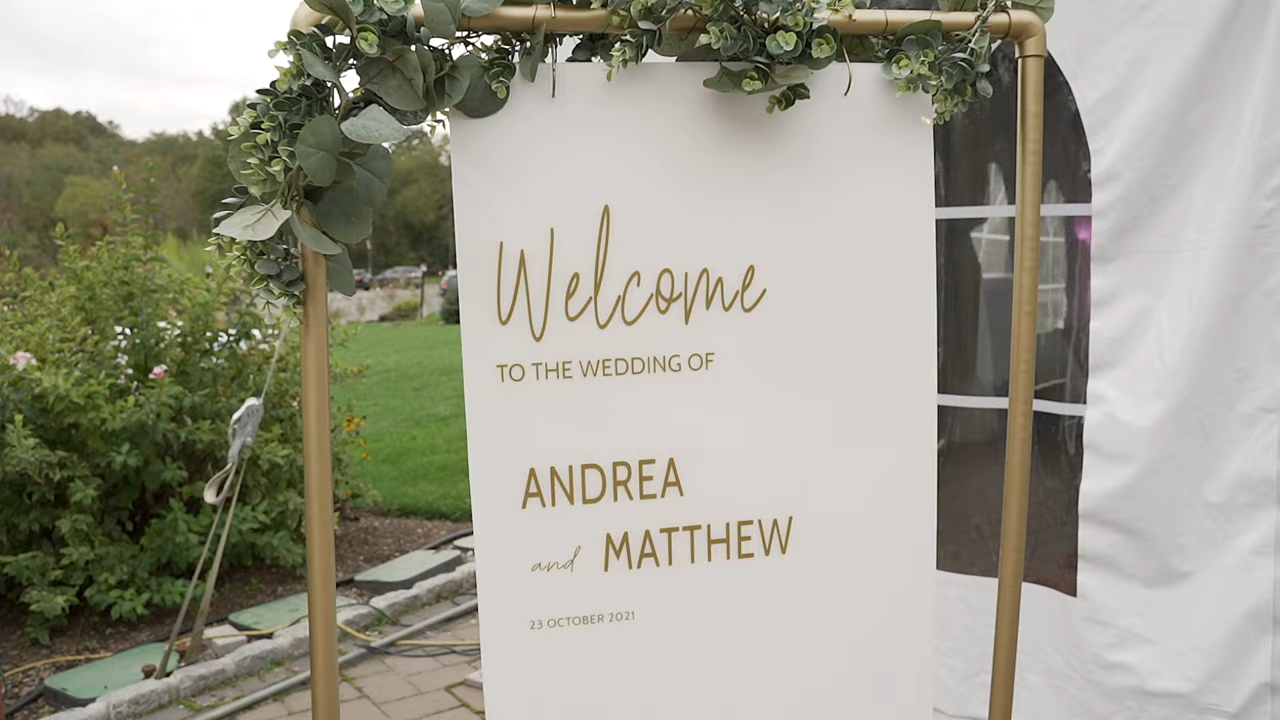 Welcome
TO THE WEDDING OF
ANDREA
and MATTHEW
23 OCTOBER 2021